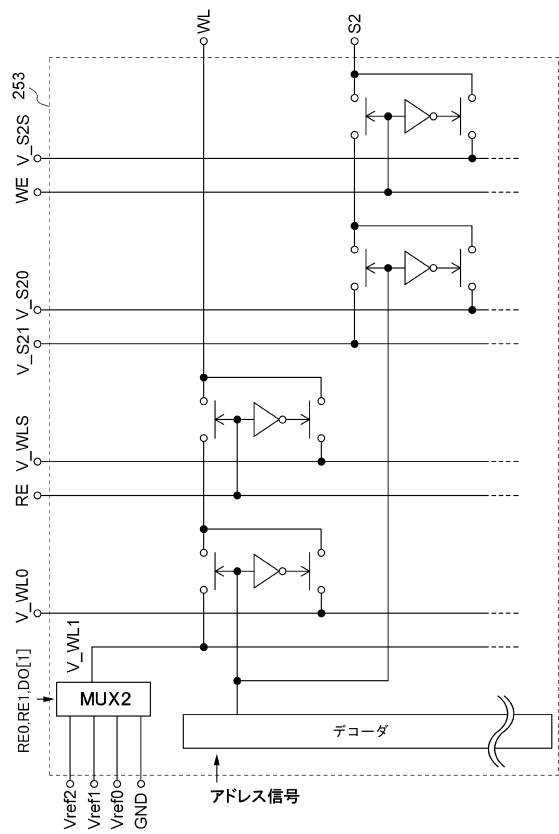 WL
S2
253
V_S2S
WE
V_S20
V_S21
V_WLS
RE
V_WL0
V_WL1
RE0,RE1,DO[1]
MUX2
Vref2
Vref1
Vref0
GND
デコーダ
アドレス信号